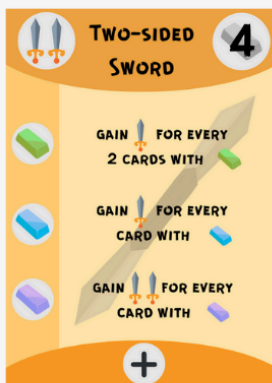 TWO-SIDED
4
SWORD
GAIN FOR EVERY
2 CARDS WITH
GAIN FOR EVERY
CARD WITH
GAIN FOR EVERY
CARD WITH
+